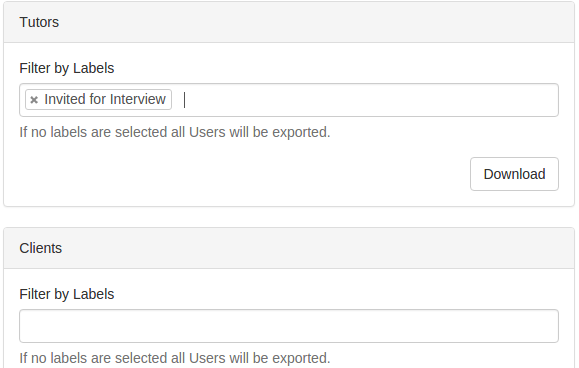 Tutors
Filter by Labels
× Invited for Interview
If no labels are selected all Users will be exported.
Download
Clients
Filter by Labels
If no labels are selected all Users will be exported.